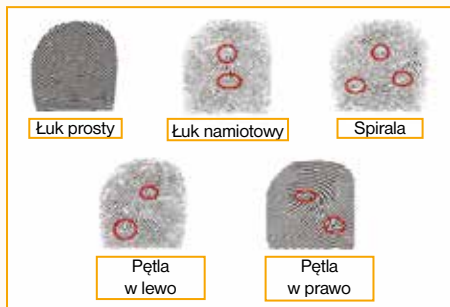 Łuk prosty
Łuk namiotowy
Spirala
Pętla
w lewo
Pętla
w prawo